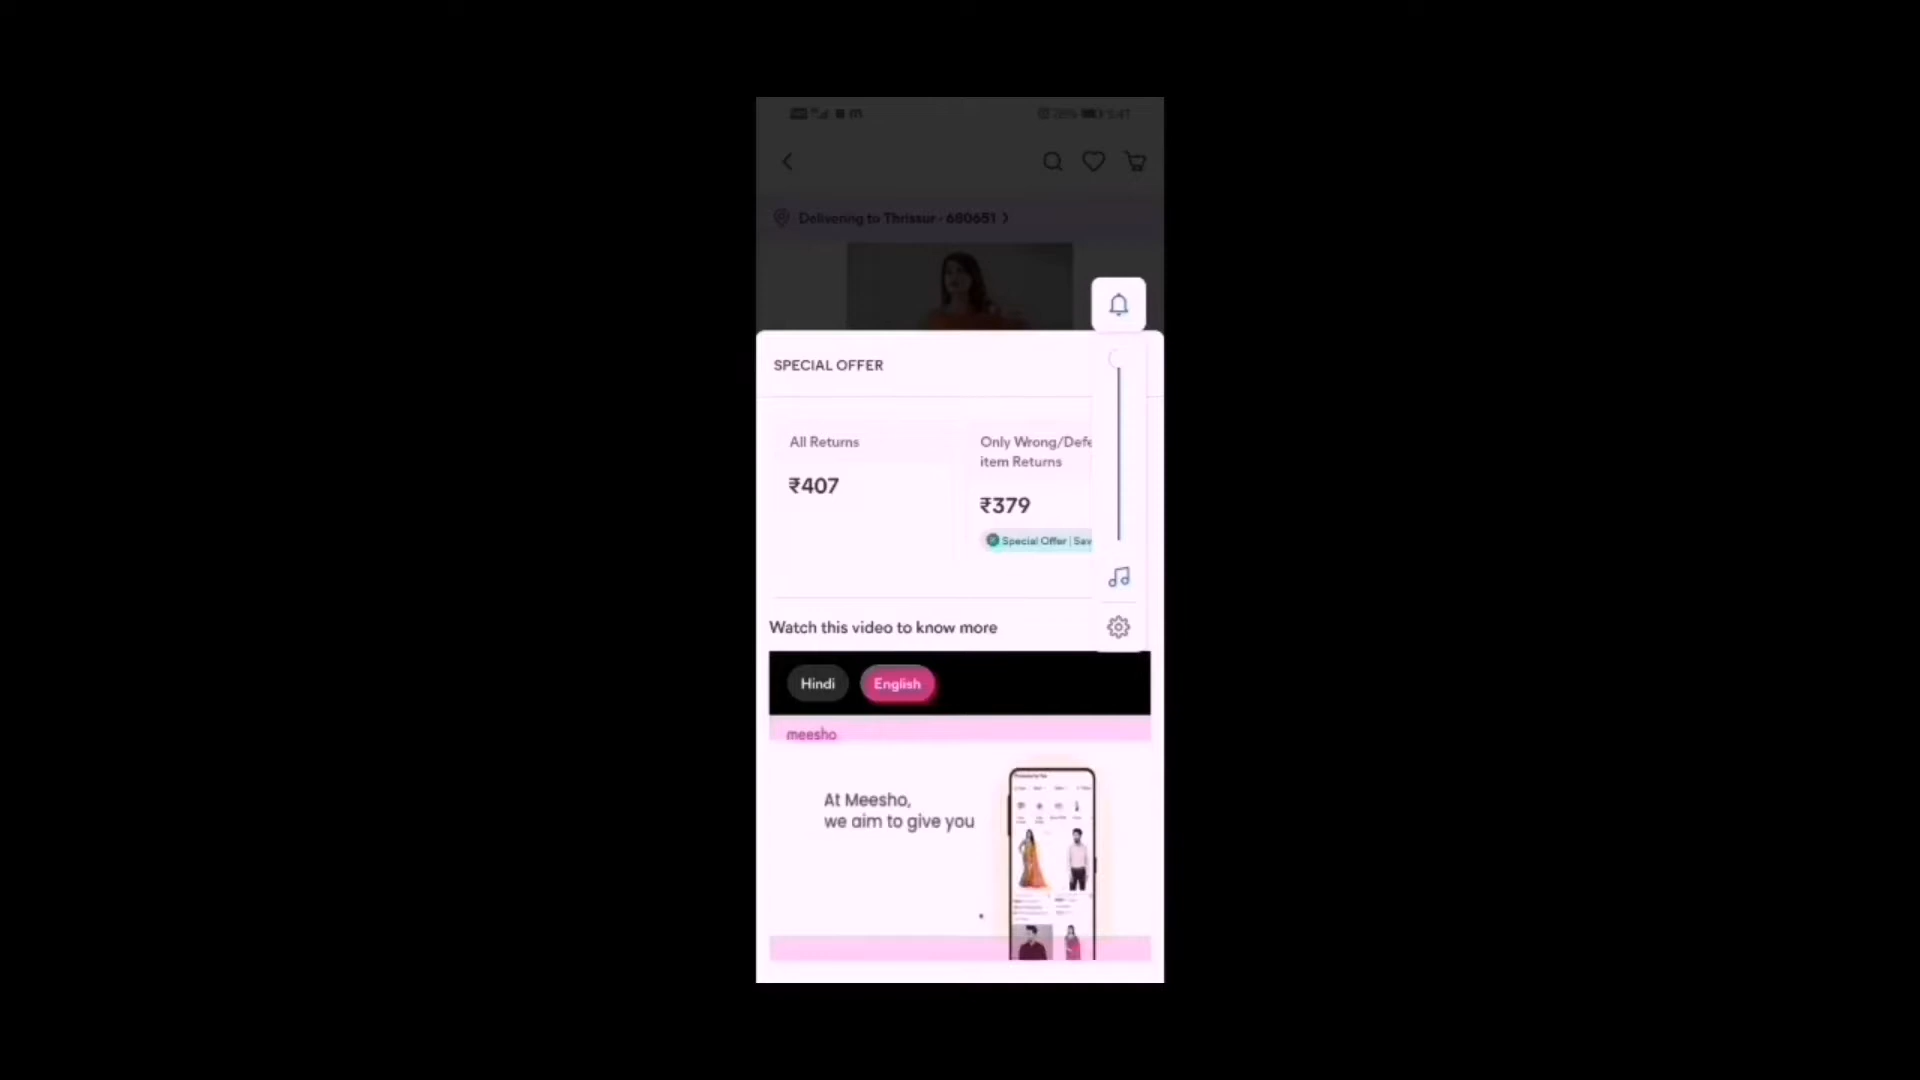 Delivering to Thrissur - 680651
SPECIAL OFFER
All Returns
₹407
Only Wrong/Defe
item Returns
₹379
Special Offer | Sav
Watch this video to know more
Hindi
English
meesho
At Meesho,
we aim to give you